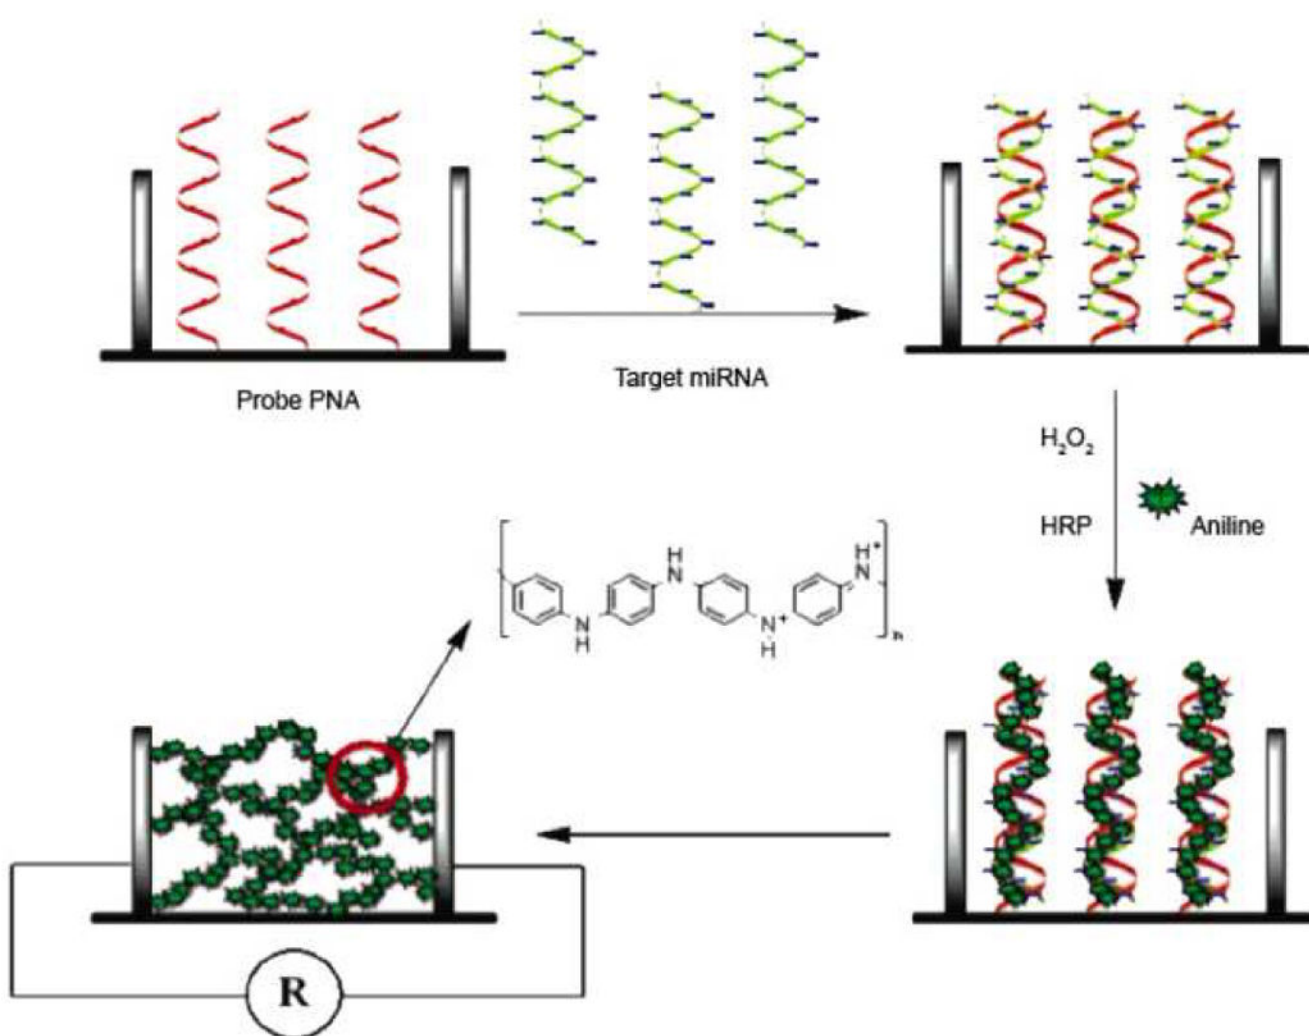 Probe PNA
Target miRNA
H₂O₂
HRP
Aniline
H
N
H⁺
N
N
H
N⁺
H
n
R